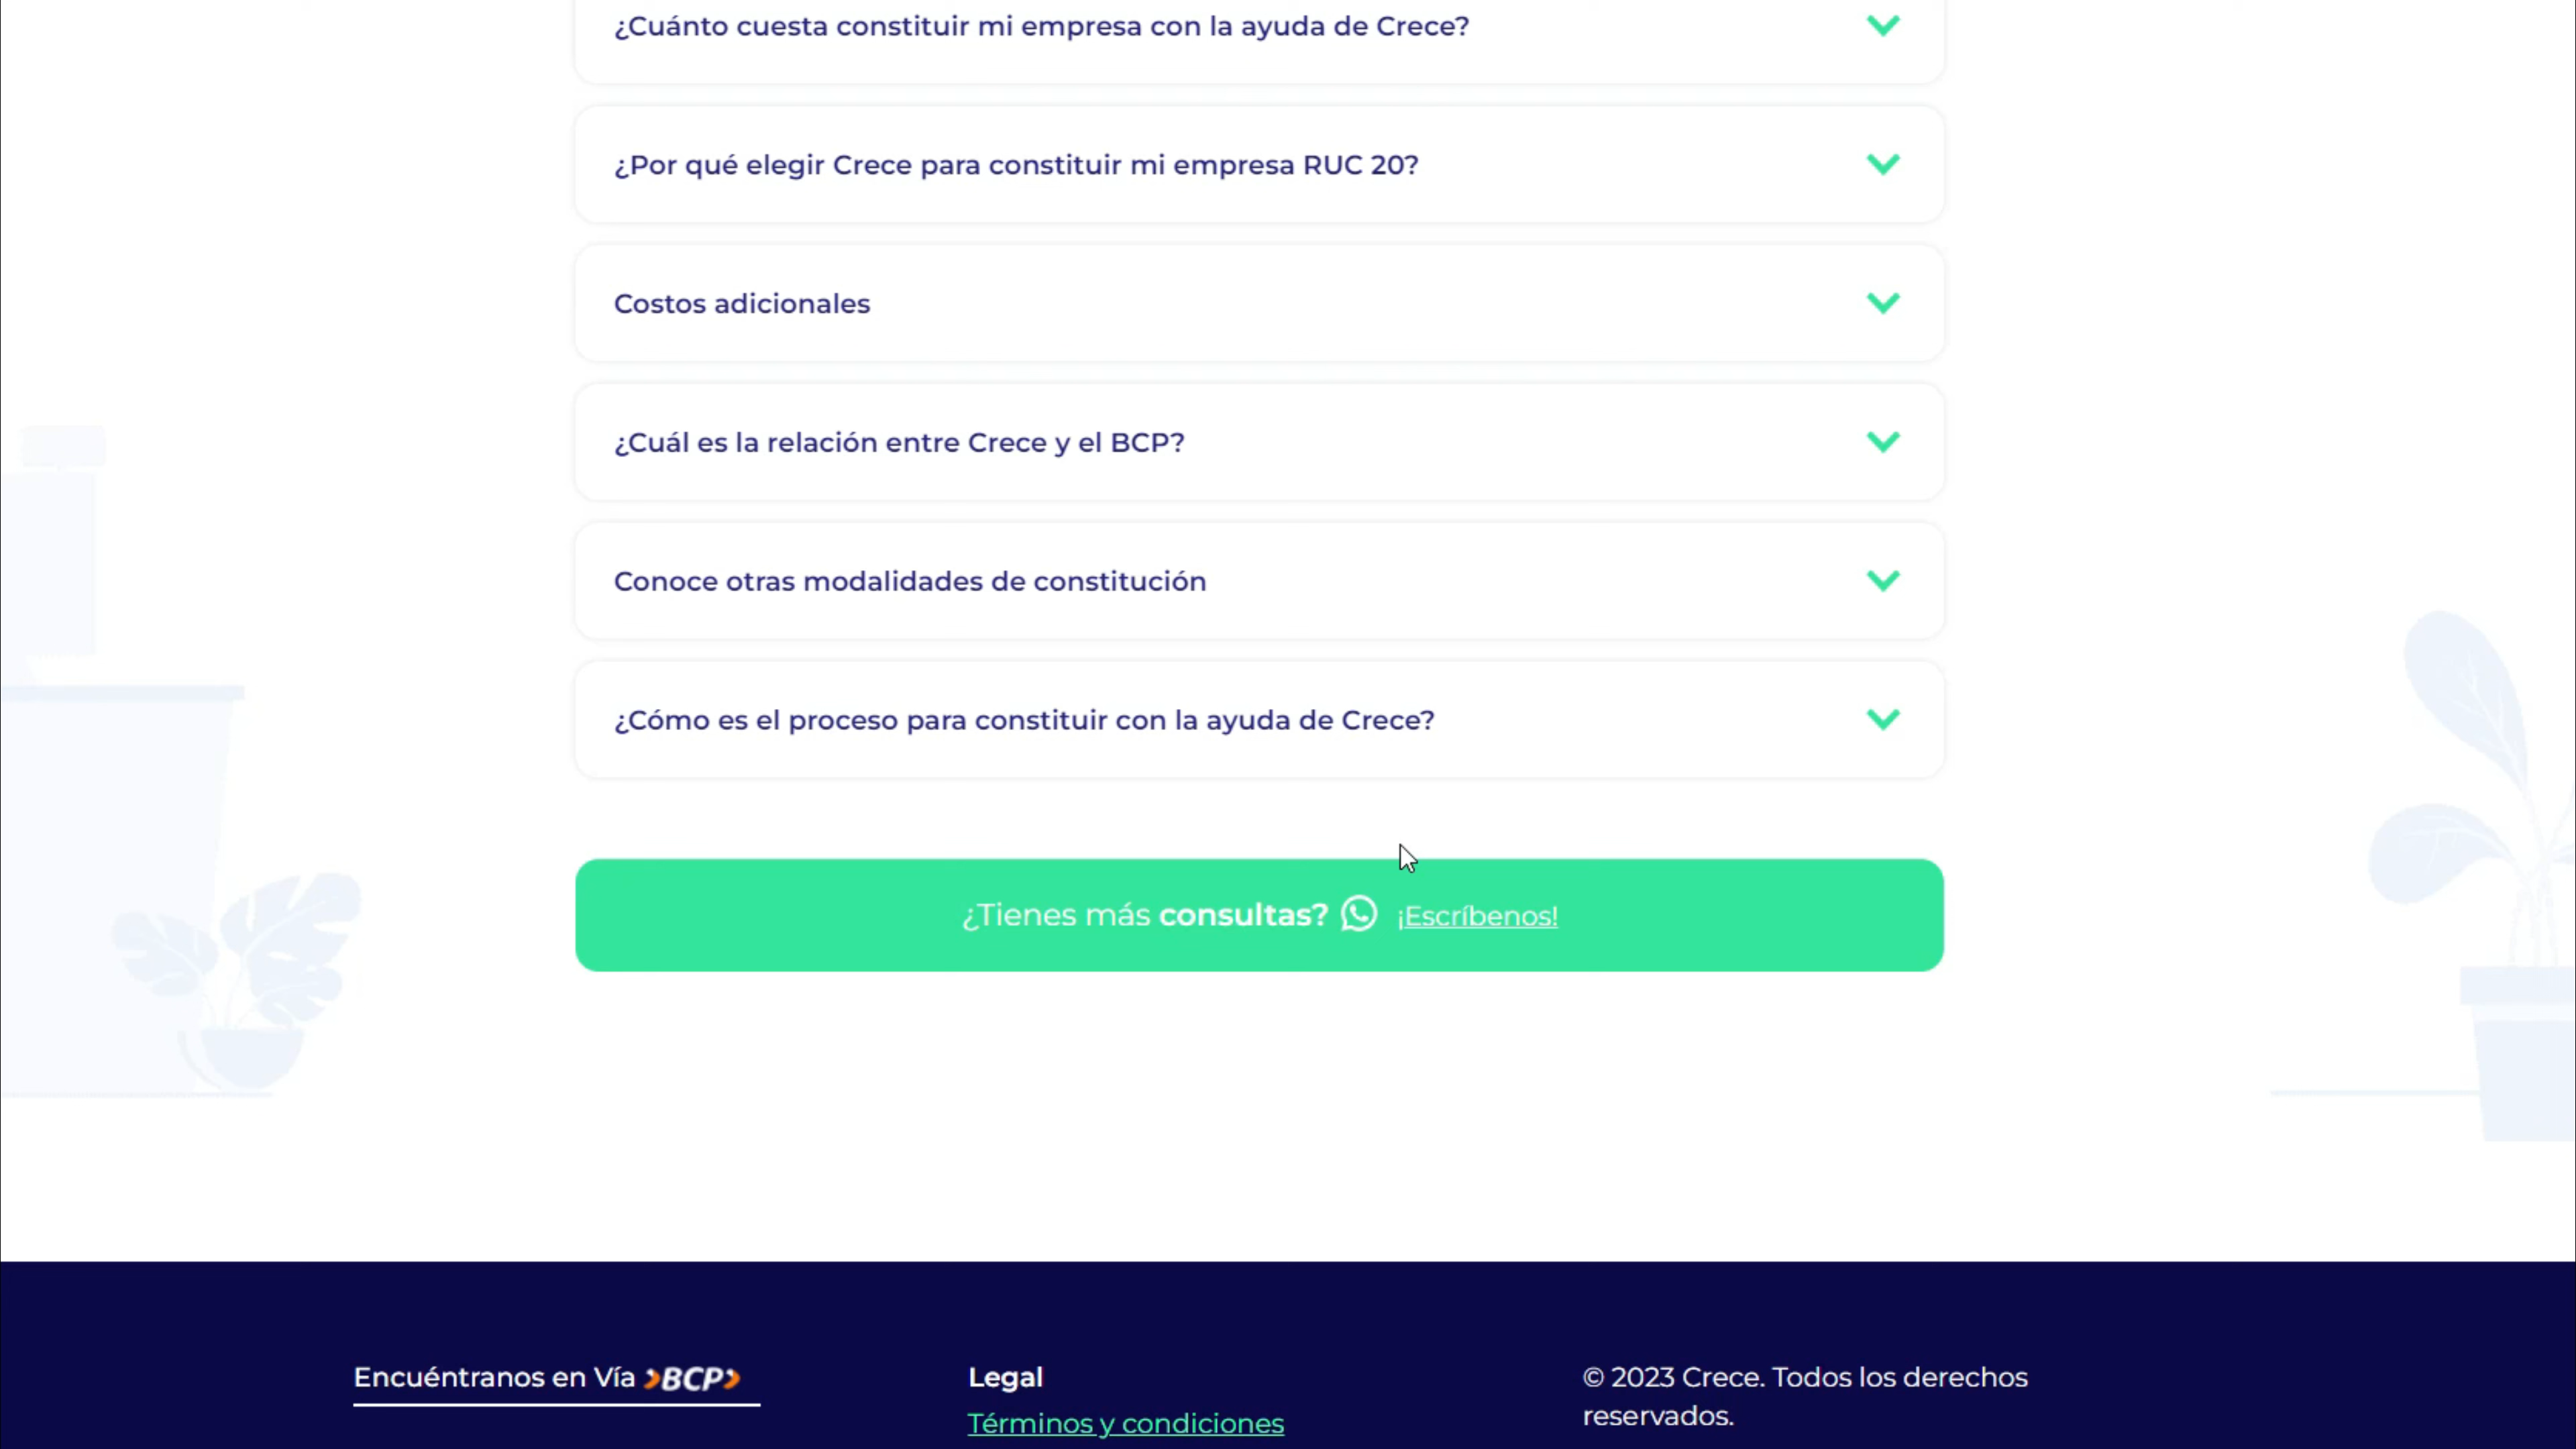 ¿Cuánto cuesta constituir mi empresa con la ayuda de Crece?
¿Por qué elegir Crece para constituir mi empresa RUC 20?
Costos adicionales
¿Cuál es la relación entre Crece y el BCP?
Conoce otras modalidades de constitución
¿Cómo es el proceso para constituir con la ayuda de Crece?
¿Tienes más consultas? ¡Escríbenos!
Encuéntranos en Vía BCP
Legal
Términos y condiciones
© 2023 Crece. Todos los derechos
reservados.